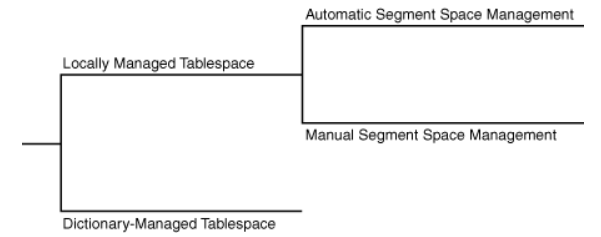 Automatic Segment Space Management
Locally Managed Tablespace
Manual Segment Space Management
Dictionary-Managed Tablespace